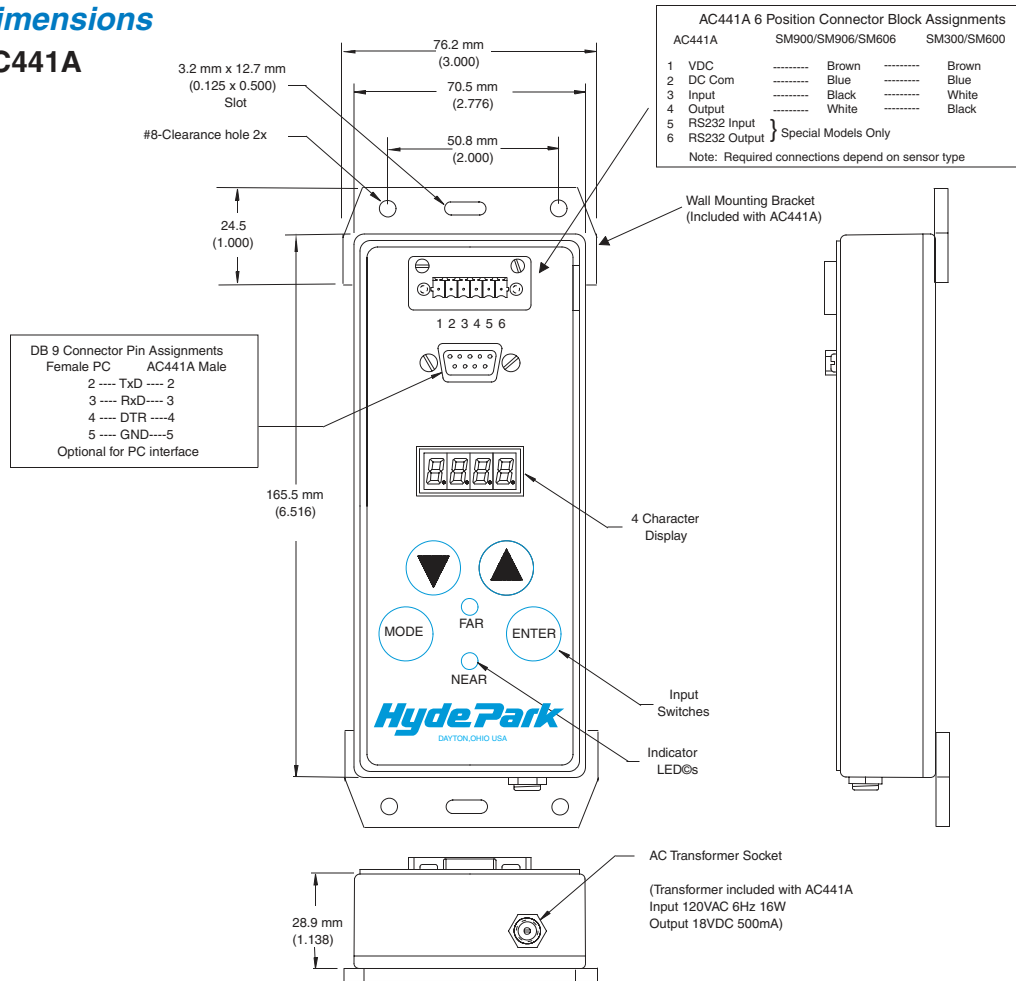 imensions
C441A
AC441A 6 Position Connector Block Assignments
AC441A SM900/SM906/SM606 SM300/SM600
1 VDC --------- Brown --------- Brown
2 DC Com --------- Blue --------- Blue
3 Input --------- Black --------- White
4 Output --------- White --------- Black
5 RS232 Input
6 RS232 Output } Special Models Only
Note: Required connections depend on sensor type
76.2 mm
(3.000)
3.2 mm x 12.7 mm
(0.125 x 0.500)
Slot
70.5 mm
(2.776)
#8-Clearance hole 2x
50.8 mm
(2.000)
Wall Mounting Bracket
(Included with AC441A)
24.5
(1.000)
1 2 3 4 5 6
DB 9 Connector Pin Assignments
Female PC AC441A Male
2 ---- TxD ---- 2
3 ---- RxD---- 3
4 ---- DTR ----4
5 ---- GND----5
Optional for PC interface
8.8.8.8.
165.5 mm
(6.516)
4 Character
Display
MODE
FAR
ENTER
NEAR
Input
Switches
HydePark
DAYTON,OHIO USA
Indicator
LED©s
AC Transformer Socket
(Transformer included with AC441A
Input 120VAC 6Hz 16W
Output 18VDC 500mA)
28.9 mm
(1.138)